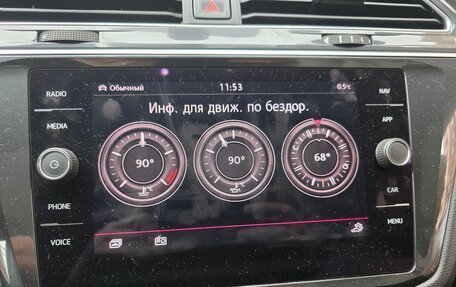 RADIO
MEDIA
PHONE
VOICE
Обычный
11:53
0.5°C
Инф. для движ. по бездор.
90°
90°
68°
°C
°C
NAV
APP
CAR
MENU